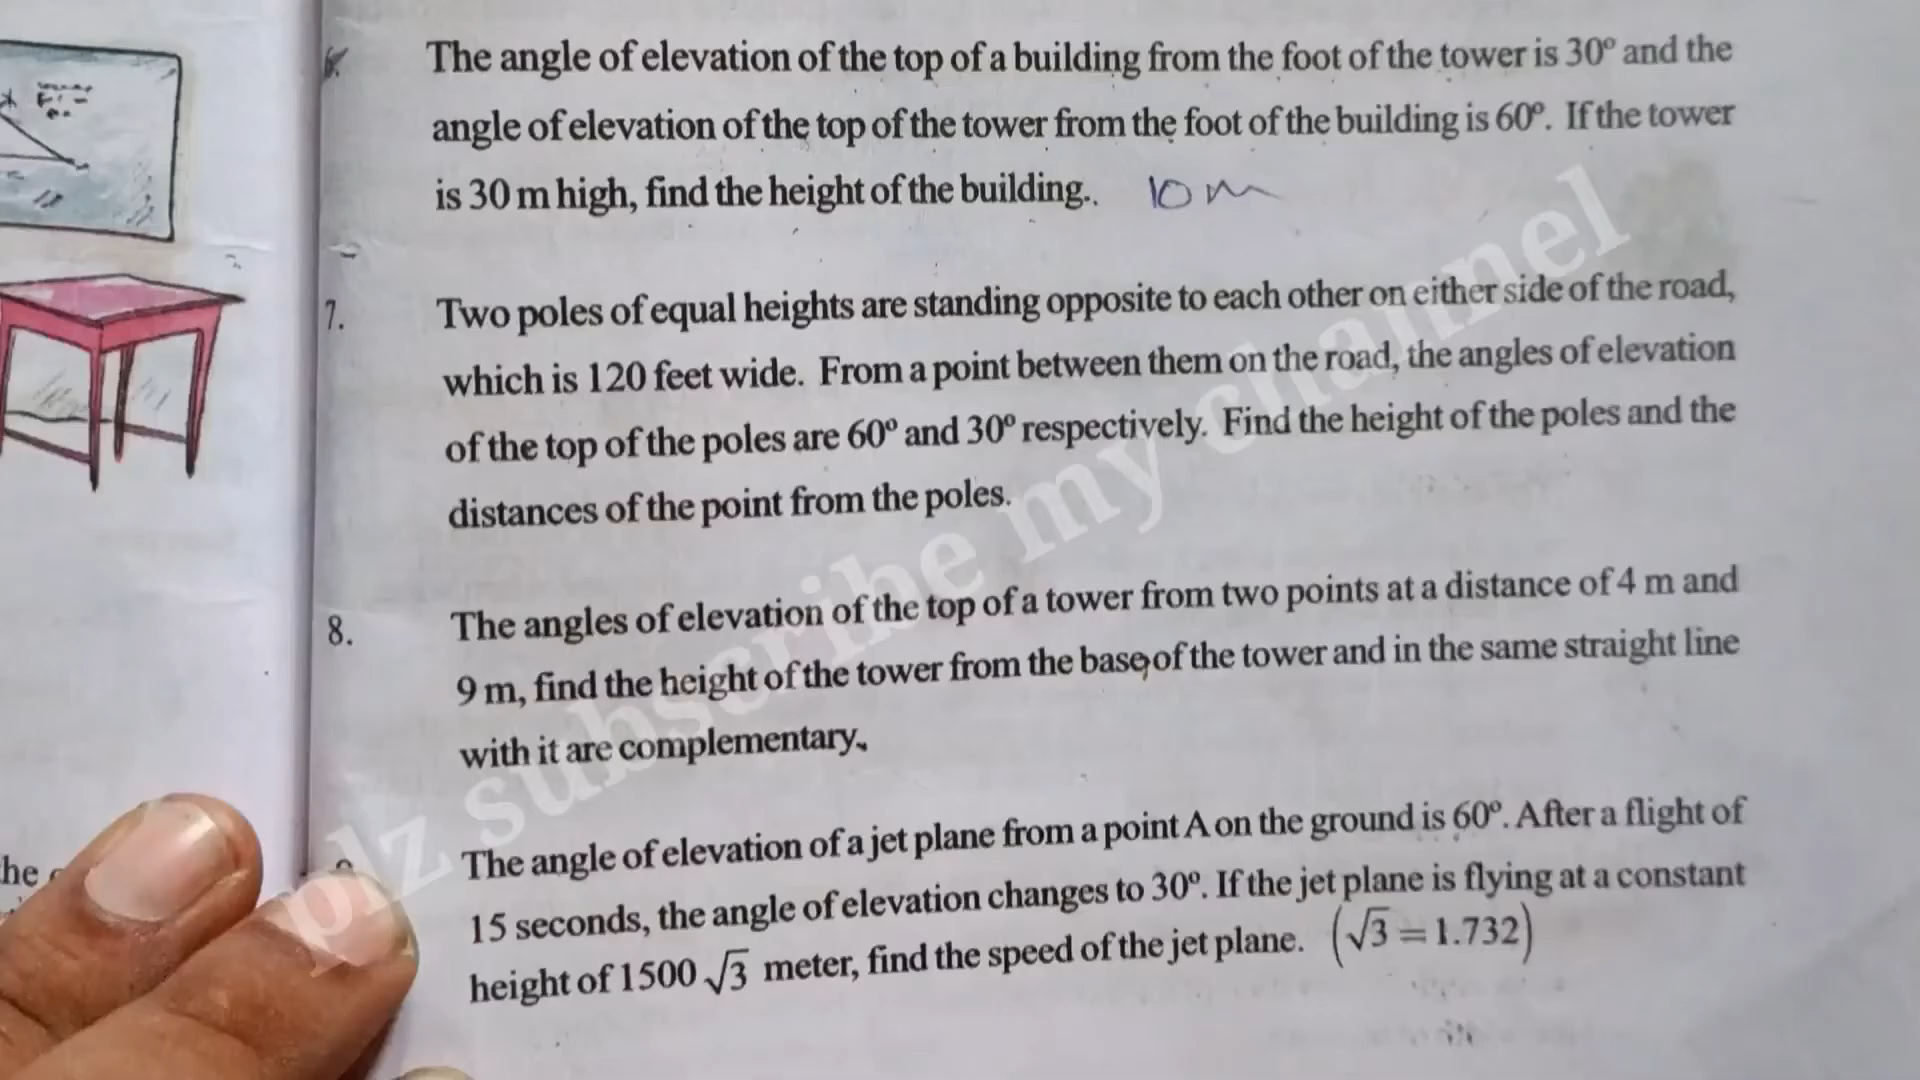 6. The angle of elevation of the top of a building from the foot of the tower is 30º and the
angle of elevation of the top of the tower from the foot of the building is 60º. If the tower
is 30 m high, find the height of the building. 10 m
7. Two poles of equal heights are standing opposite to each other on either side of the road,
which is 120 feet wide. From a point between them on the road, the angles of elevation
of the top of the poles are 60º and 30º respectively. Find the height of the poles and the
distances of the point from the poles.
8. The angles of elevation of the top of a tower from two points at a distance of 4 m and
9 m, find the height of the tower from the base of the tower and in the same straight line
with it are complementary.
The angle of elevation of a jet plane from a point A on the ground is 60º. After a flight of
15 seconds, the angle of elevation changes to 30º. If the jet plane is flying at a constant
height of 1500 √3 meter, find the speed of the jet plane. (√3 = 1.732)
he
plz subscribe my channel